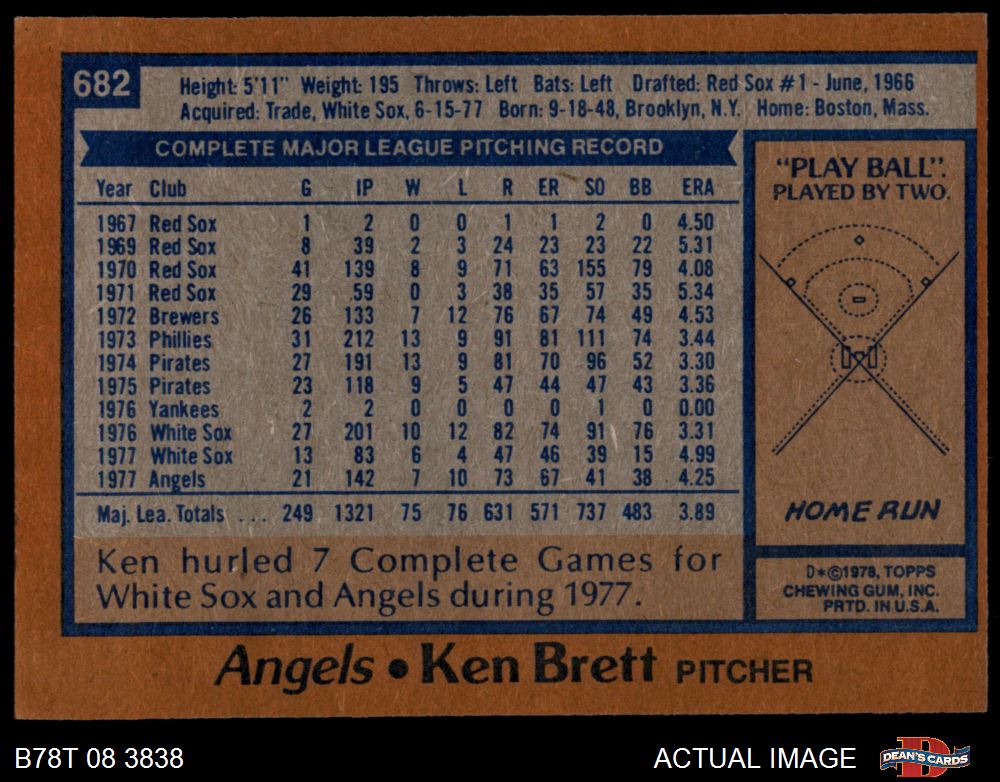 682
Height: 5'11" Weight: 195 Throws: Left Bats: Left Drafted: Red Sox #1 - June, 1966
Acquired: Trade, White Sox, 6-15-77 Born: 9-18-48, Brooklyn, N.Y. Home: Boston, Mass.
COMPLETE MAJOR LEAGUE PITCHING RECORD
Year Club G IP W L R ER SO BB ERA
1967 Red Sox 1 2 0 0 1 1 2 0 4.50
1969 Red Sox 8 39 2 3 24 23 23 22 5.31
1970 Red Sox 41 139 8 9 71 63 155 79 4.08
1971 Red Sox 29 59 0 3 38 35 57 35 5.34
1972 Brewers 26 133 7 12 76 67 74 49 4.53
1973 Phillies 31 212 13 9 91 81 111 74 3.44
1974 Pirates 27 191 13 9 81 70 96 52 3.30
1975 Pirates 23 118 9 5 47 44 47 43 3.36
1976 Yankees 2 2 0 0 0 0 1 0 0.00
1976 White Sox 27 201 10 12 82 74 91 76 3.31
1977 White Sox 13 83 6 4 47 46 39 15 4.99
1977 Angels 21 142 7 10 73 67 41 38 4.25
Maj. Lea. Totals ... 249 1321 75 76 631 571 737 483 3.89
Ken hurled 7 Complete Games for
White Sox and Angels during 1977.
"PLAY BALL".
PLAYED BY TWO.
HOME RUN
D*©1978, TOPPS
CHEWING GUM, INC.
PRTD. IN U.S.A.
Angels • Ken Brett PITCHER
B78T 08 3838
ACTUAL IMAGE
DEAN'S CARDS